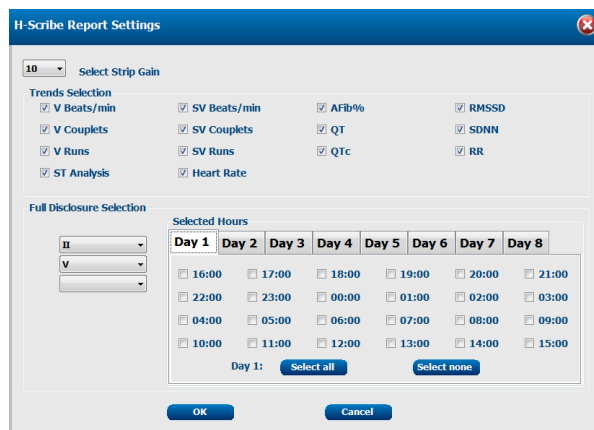 H-Scribe Report Settings
10 Select Strip Gain
Trends Selection
V Beats/min SV Beats/min AFib% RMSSD
V Couplets SV Couplets QT SDNN
V Runs SV Runs QTc RR
ST Analysis Heart Rate
Full Disclosure Selection
Selected Hours
II
V
Day 1 Day 2 Day 3 Day 4 Day 5 Day 6 Day 7 Day 8
16:00 17:00 18:00 19:00 20:00 21:00
22:00 23:00 00:00 01:00 02:00 03:00
04:00 05:00 06:00 07:00 08:00 09:00
10:00 11:00 12:00 13:00 14:00 15:00
Day 1: Select all Select none
OK Cancel